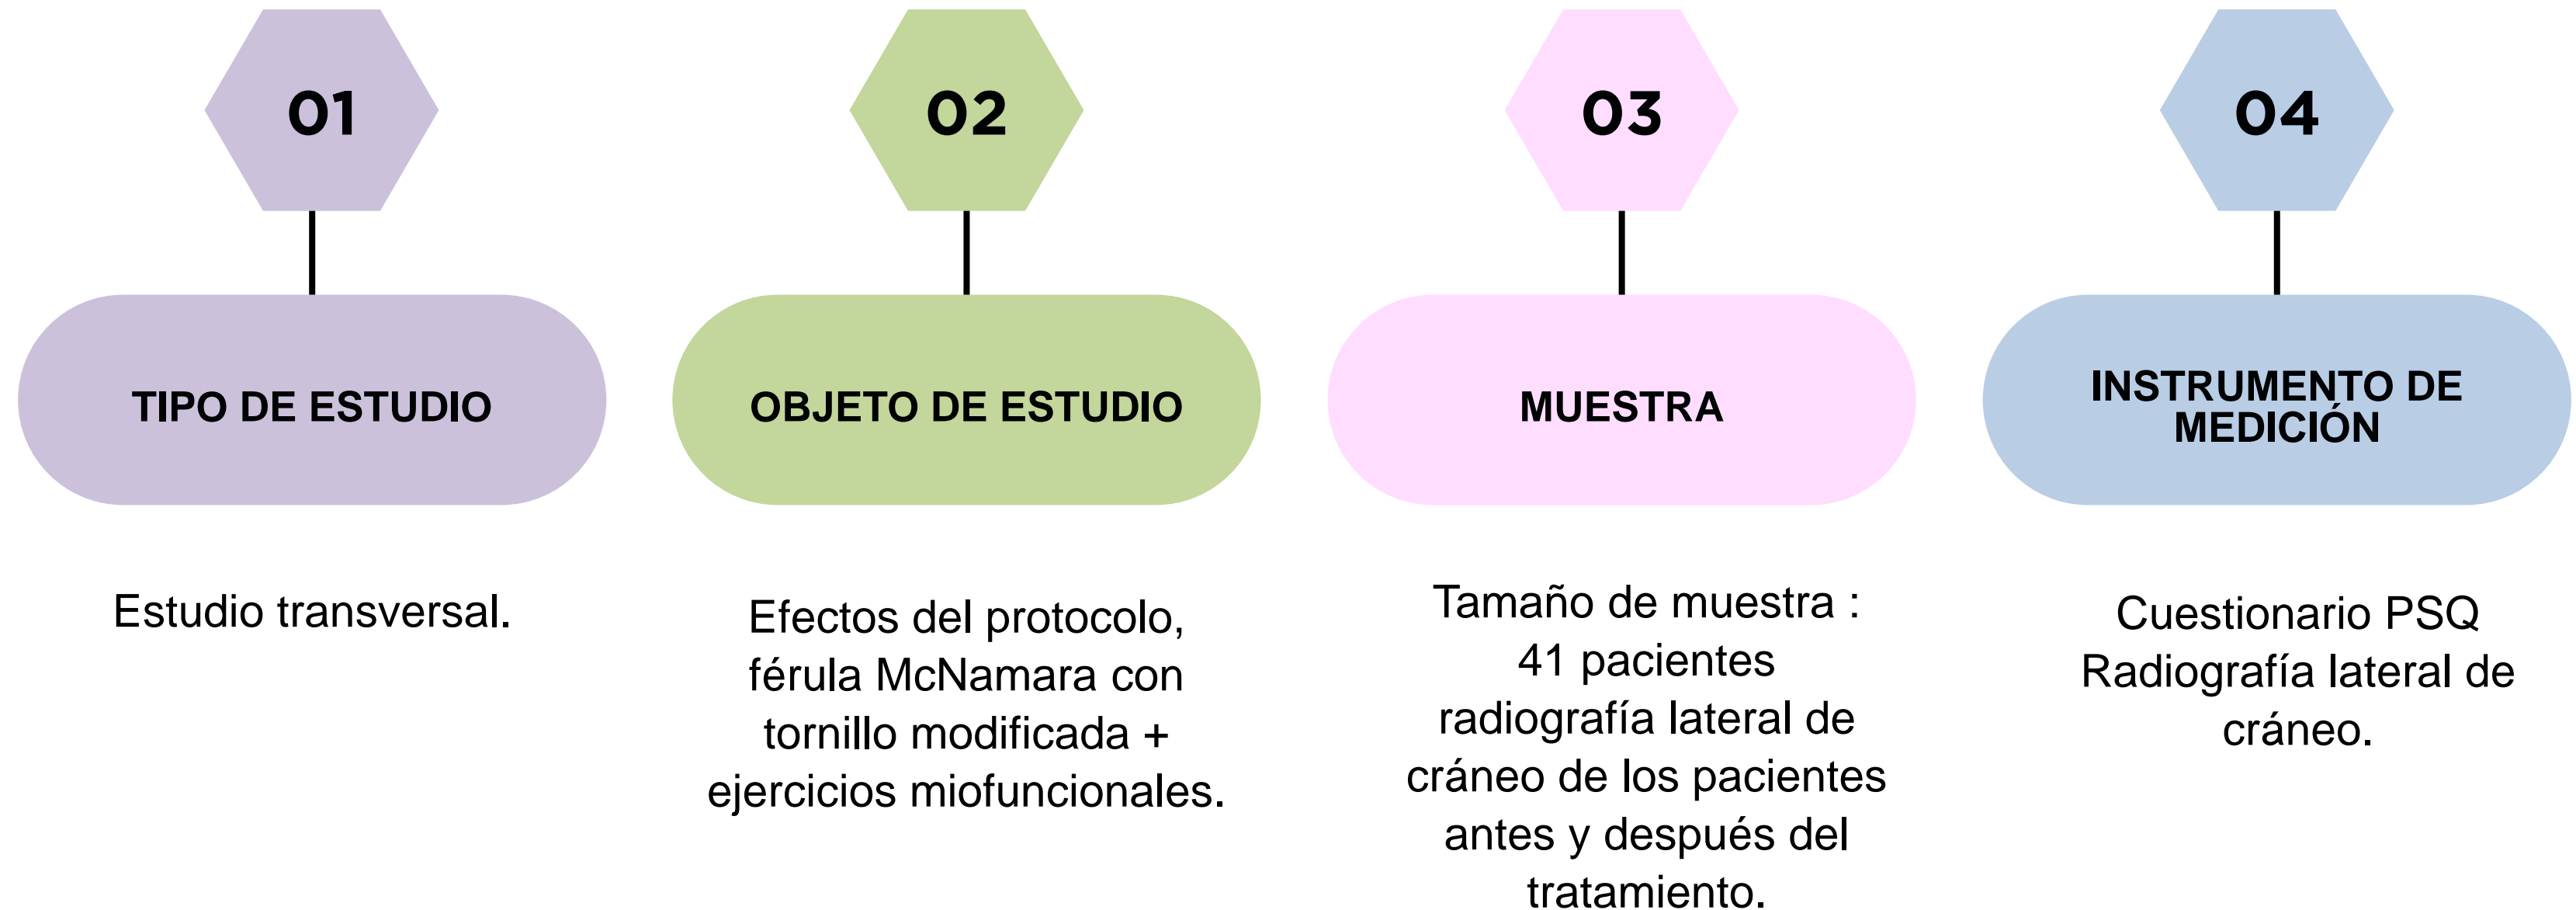 01
TIPO DE ESTUDIO
Estudio transversal.
02
OBJETO DE ESTUDIO
Efectos del protocolo,
férula McNamara con
tornillo modificada +
ejercicios miofuncionales.
03
MUESTRA
Tamaño de muestra :
41 pacientes
radiografía lateral de
cráneo de los pacientes
antes y después del
tratamiento.
04
INSTRUMENTO DE
MEDICIÓN
Cuestionario PSQ
Radiografía lateral de
cráneo.